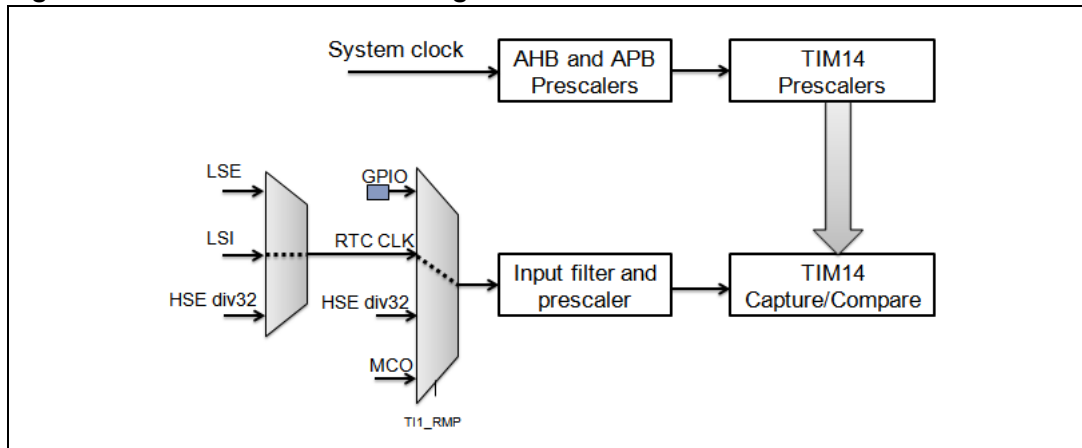 System clock
AHB and APB
Prescalers
TIM14
Prescalers
LSE
LSI
HSE div32
GPIO
RTC CLK
HSE div32
MCO
TI1_RMP
Input filter and
prescaler
TIM14
Capture/Compare